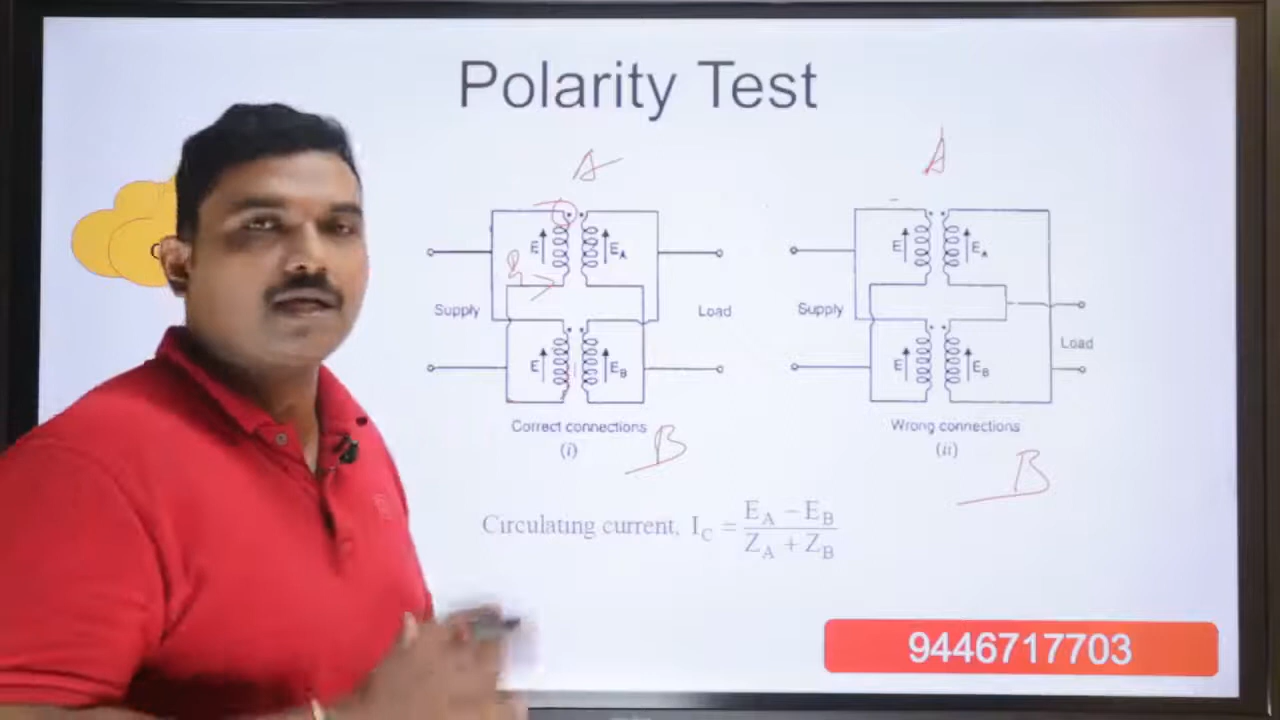 Polarity Test
A
A
E
E_A
E
E_A
Supply
Load
Supply
Load
E
E_B
E
E_B
Correct connections
Wrong connections
(i)
(ii)
B
B
Circulating current, I_C = (E_A - E_B) / (Z_A + Z_B)
9446717703